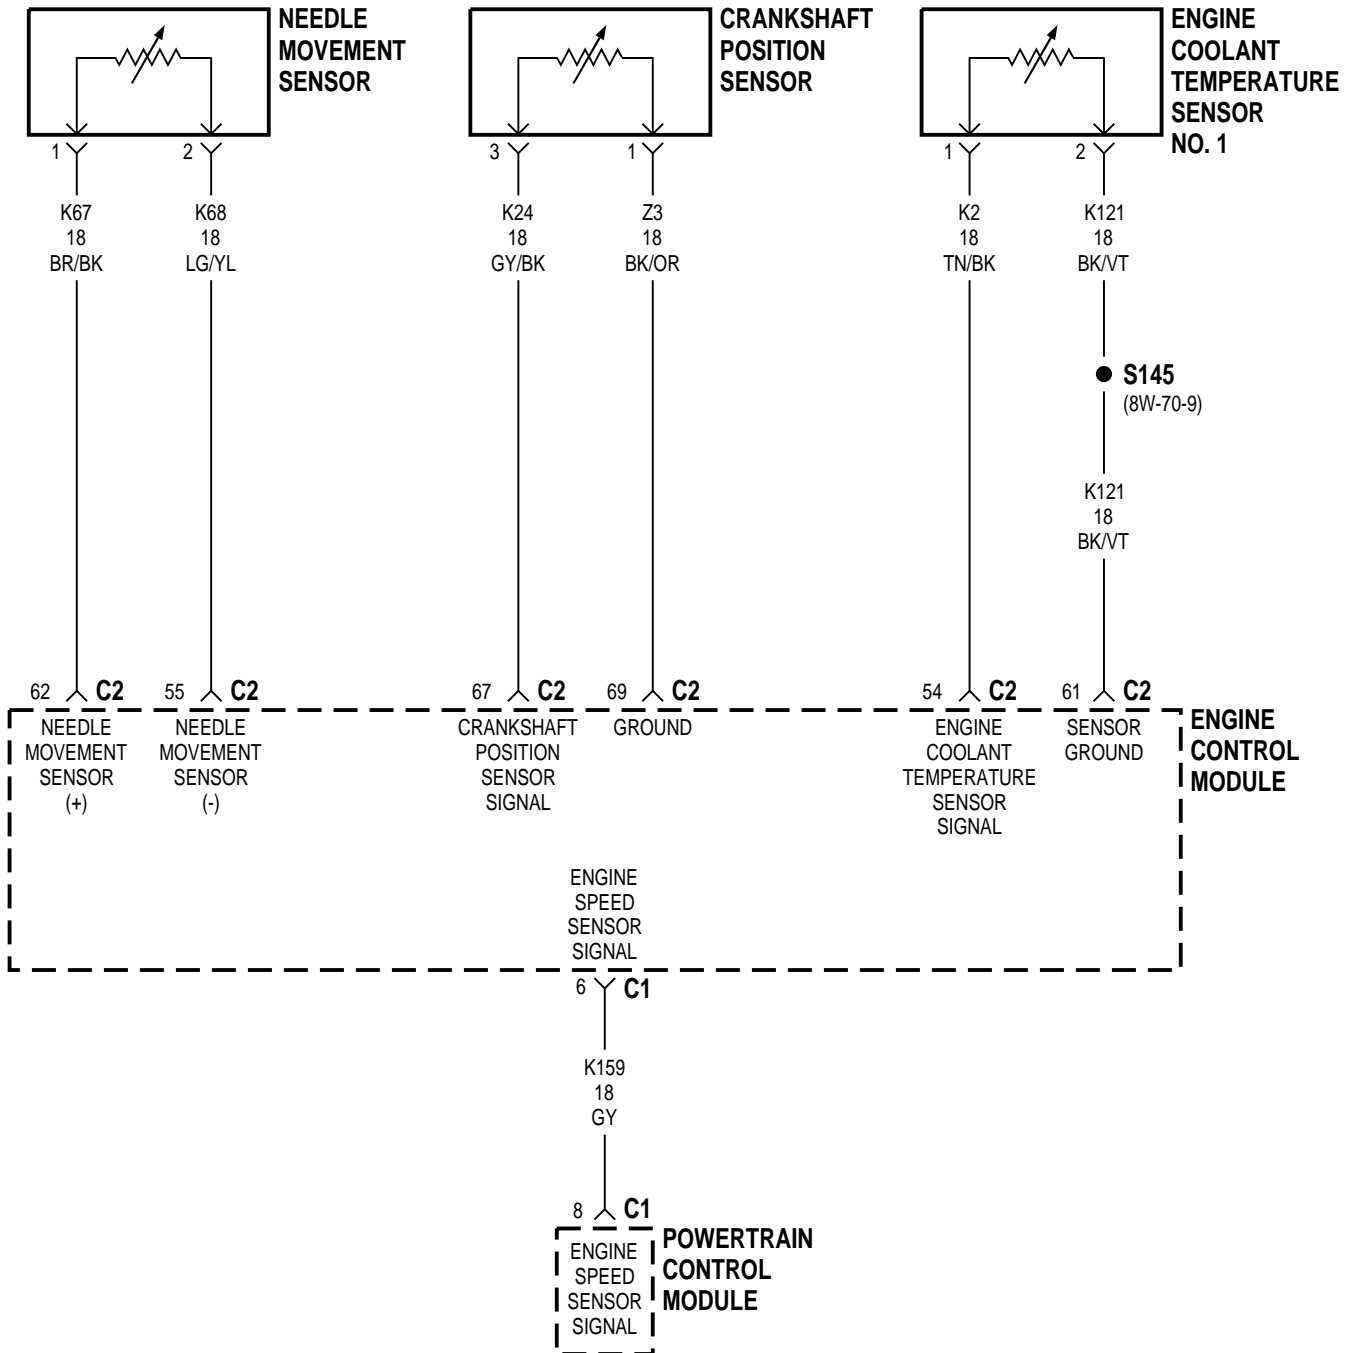 NEEDLE
MOVEMENT
SENSOR
CRANKSHAFT
POSITION
SENSOR
ENGINE
COOLANT
TEMPERATURE
SENSOR
NO. 1
1
2
3
1
1
2
K67
18
BR/BK
K68
18
LG/YL
K24
18
GY/BK
Z3
18
BK/OR
K2
18
TN/BK
K121
18
BK/VT
S145
(8W-70-9)
K121
18
BK/VT
62 C2
55 C2
67 C2
69 C2
54 C2
61 C2
NEEDLE
MOVEMENT
SENSOR
(+)
NEEDLE
MOVEMENT
SENSOR
(-)
CRANKSHAFT
POSITION
SENSOR
SIGNAL
GROUND
ENGINE
COOLANT
TEMPERATURE
SENSOR
SIGNAL
SENSOR
GROUND
ENGINE
CONTROL
MODULE
ENGINE
SPEED
SENSOR
SIGNAL
6 C1
K159
18
GY
8 C1
ENGINE
SPEED
SENSOR
SIGNAL
POWERTRAIN
CONTROL
MODULE